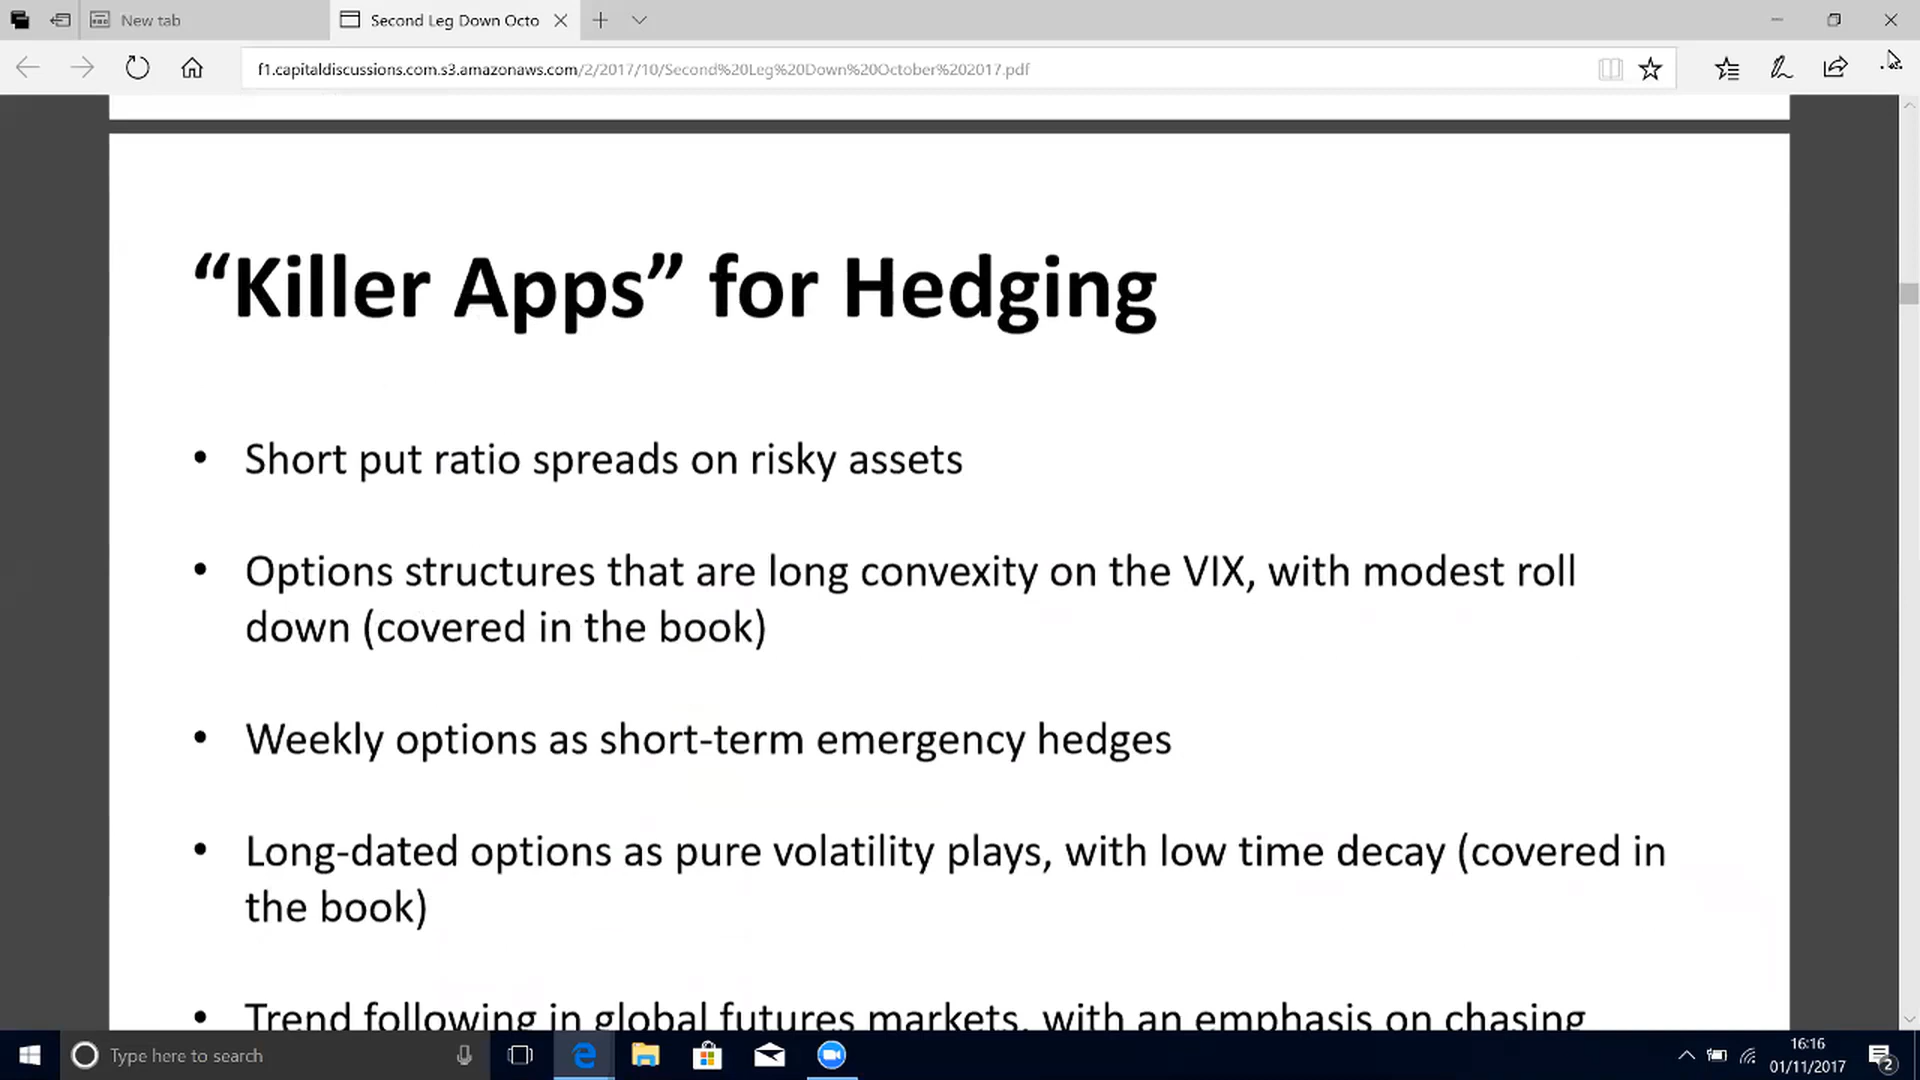 New tab
Second Leg Down Octo
f1.capitaldiscussions.com.s3.amazonaws.com/2/2017/10/Second%20Leg%20Down%20October%202017.pdf
“Killer Apps” for Hedging
• Short put ratio spreads on risky assets
• Options structures that are long convexity on the VIX, with modest roll
down (covered in the book)
• Weekly options as short-term emergency hedges
• Long-dated options as pure volatility plays, with low time decay (covered in
the book)
• Trend following in global futures markets, with an emphasis on chasing
Type here to search
16:16
01/11/2017
2